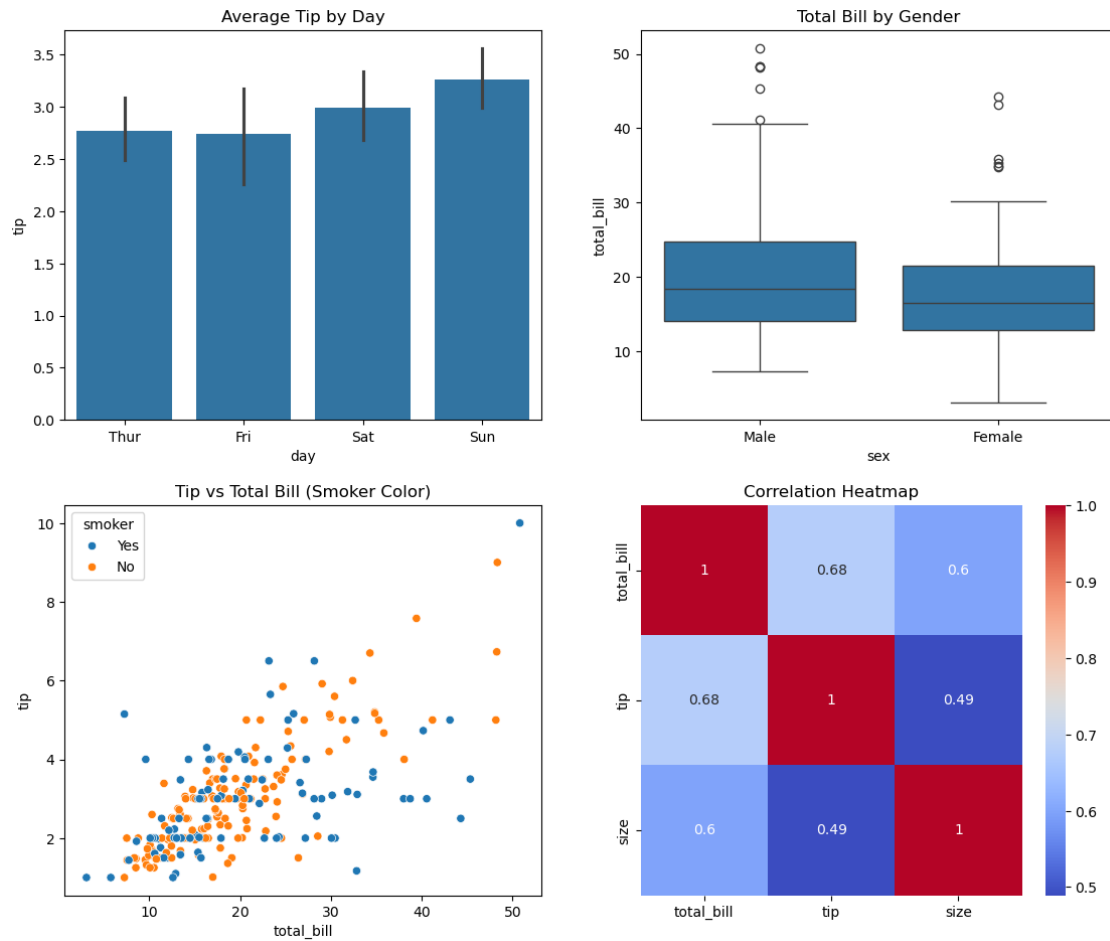 Average Tip by Day
3.5
3.0
2.5
2.0
1.5
1.0
0.5
0.0
tip
Thur Fri Sat Sun
day
Total Bill by Gender
50
40
30
20
10
total_bill
Male Female
sex
Tip vs Total Bill (Smoker Color)
smoker
Yes
No
10
8
6
4
2
tip
10 20 30 40 50
total_bill
Correlation Heatmap
total_bill
1 0.68 0.6
tip
0.68 1 0.49
size
0.6 0.49 1
total_bill tip size
1.0
0.9
0.8
0.7
0.6
0.5